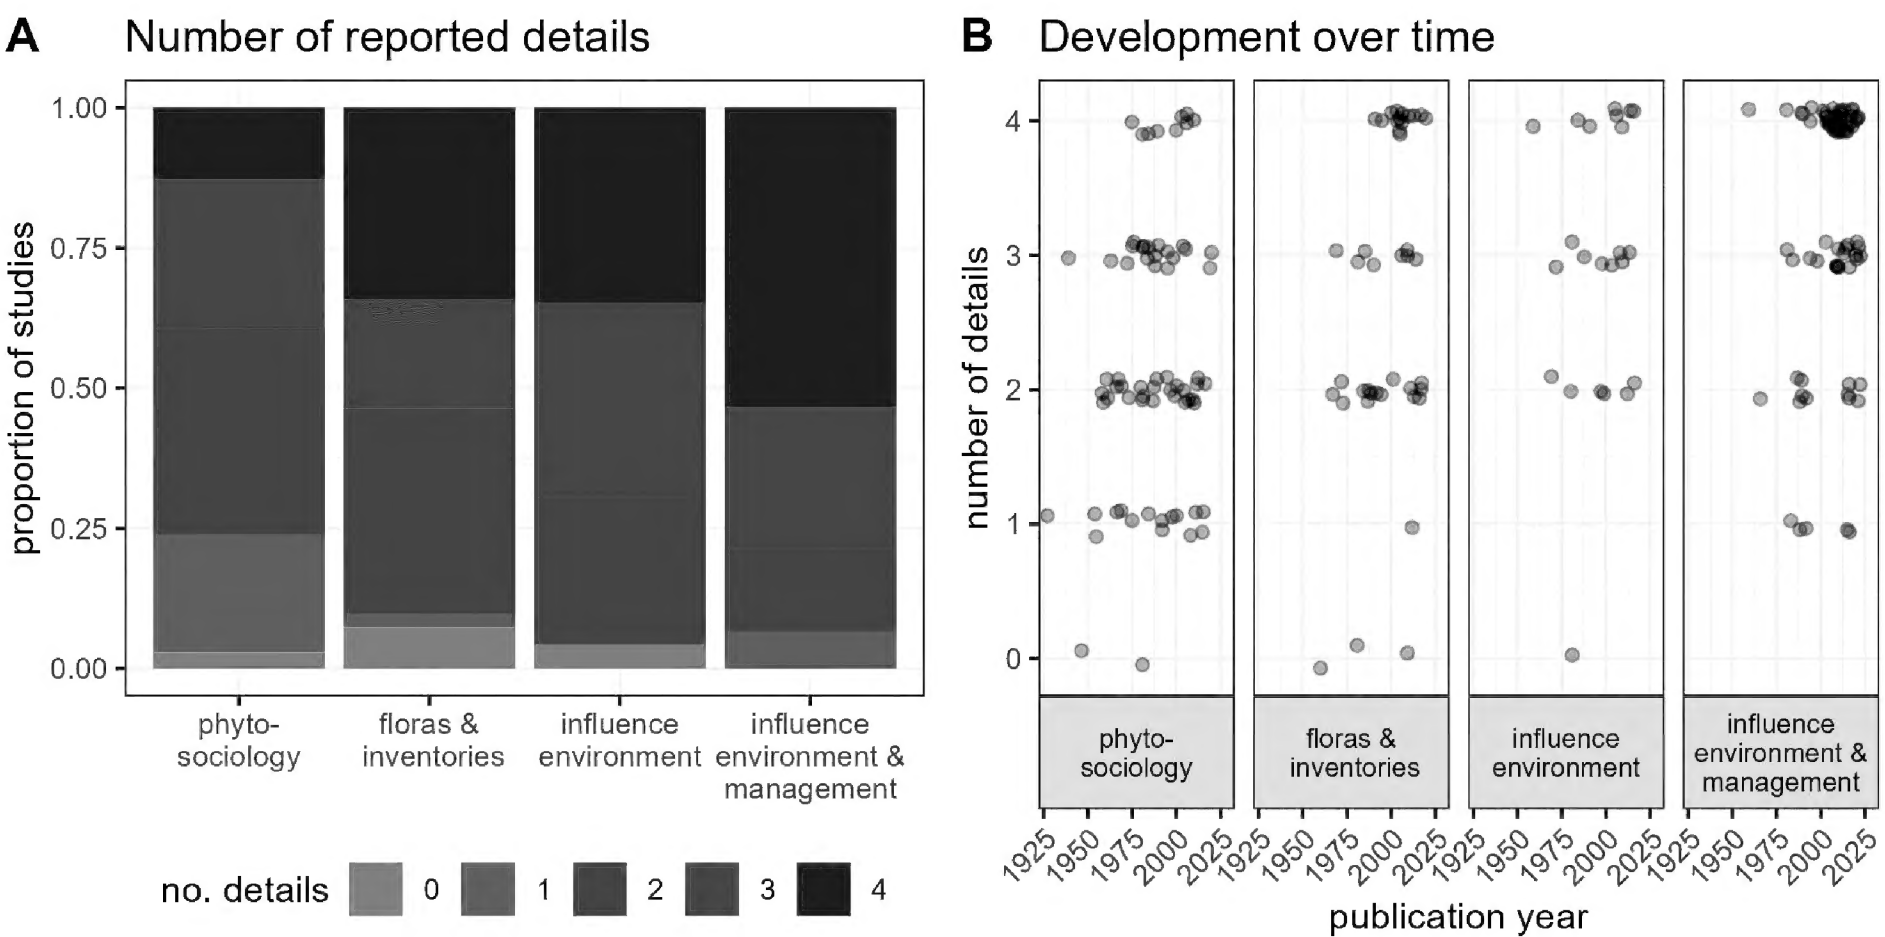 A Number of reported details
proportion of studies
1.00
0.75
0.50
0.25
0.00
phyto-
sociology
floras &
inventories
influence
environment
influence
environment &
management
no. details 0 1 2 3 4
B Development over time
number of details
4
3
2
1
0
phyto-
sociology
floras &
inventories
influence
environment
influence
environment &
management
1925 1950 1975 2000 2025
1925 1950 1975 2000 2025
1925 1950 1975 2000 2025
1925 1950 1975 2000 2025
publication year